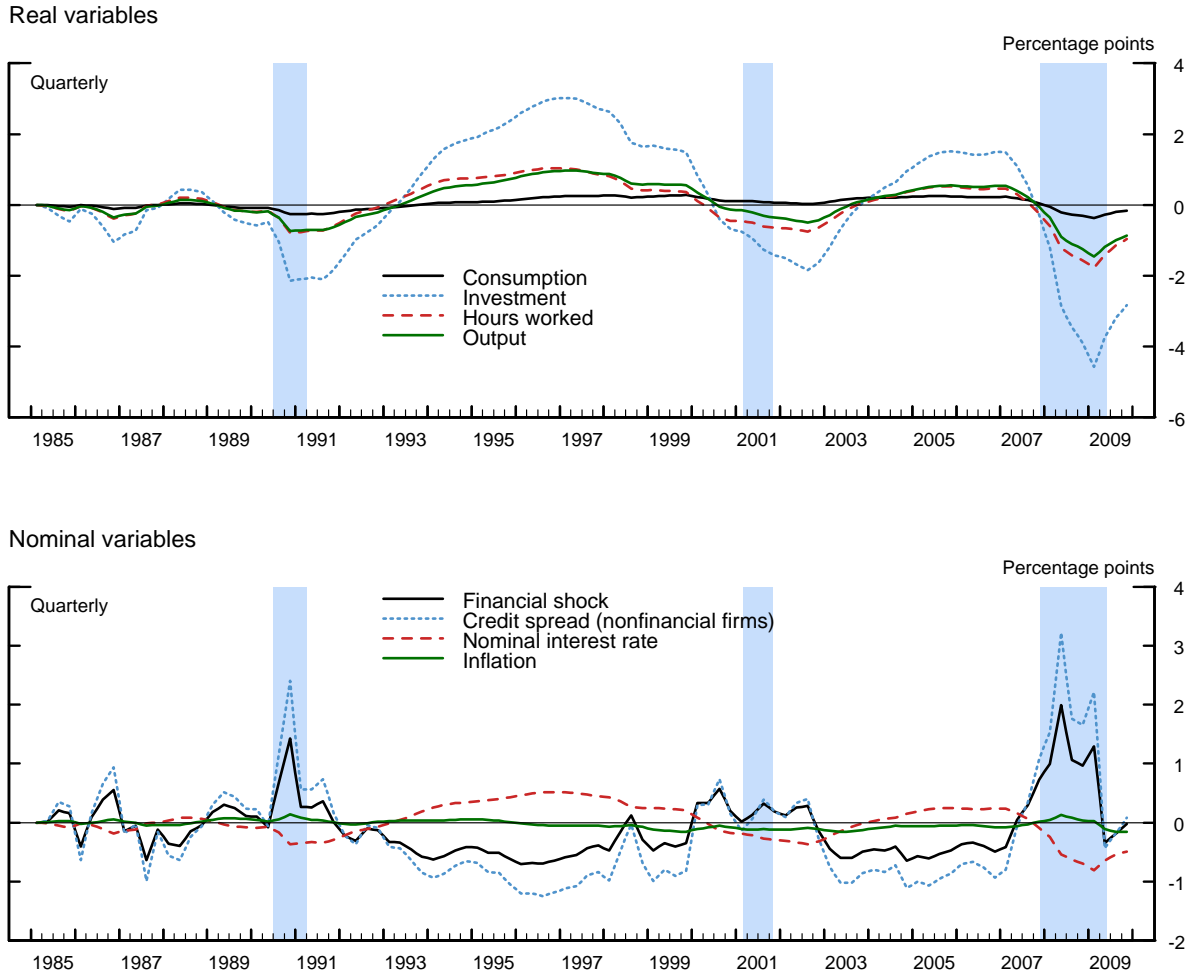 Real variables
Percentage points
Quarterly
4
2
0
-2
-4
-6
Consumption
Investment
Hours worked
Output
1985 1987 1989 1991 1993 1995 1997 1999 2001 2003 2005 2007 2009
Nominal variables
Percentage points
Quarterly
4
3
2
1
0
-1
-2
Financial shock
Credit spread (nonfinancial firms)
Nominal interest rate
Inflation
1985 1987 1989 1991 1993 1995 1997 1999 2001 2003 2005 2007 2009